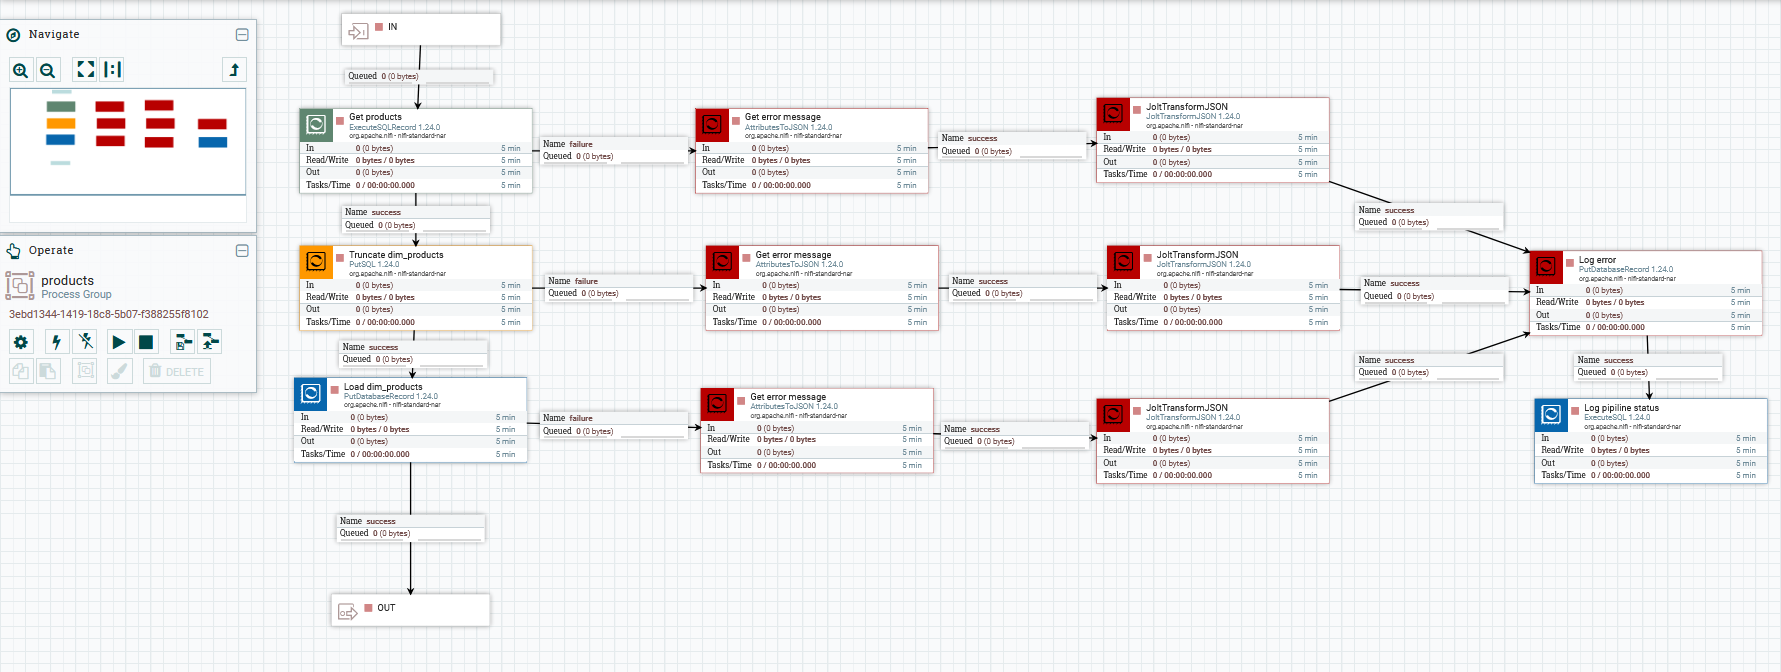 Navigate
Operate
products
Process Group
3ebd1344-1419-18c8-5b07-f388255f8102
DELETE
IN
Queued 0 (0 bytes)
Get products
ExecuteSQLRecord 1.24.0
org.apache.nifi - nifi-standard-nar
In 0 (0 bytes) 5 min
Read/Write 0 bytes / 0 bytes 5 min
Out 0 (0 bytes) 5 min
Tasks/Time 0 / 00:00:00.000 5 min
Name failure
Queued 0 (0 bytes)
Get error message
AttributesToJSON 1.24.0
org.apache.nifi - nifi-standard-nar
In 0 (0 bytes) 5 min
Read/Write 0 bytes / 0 bytes 5 min
Out 0 (0 bytes) 5 min
Tasks/Time 0 / 00:00:00.000 5 min
Name success
Queued 0 (0 bytes)
JoltTransformJSON
JoltTransformJSON 1.24.0
org.apache.nifi - nifi-standard-nar
In 0 (0 bytes) 5 min
Read/Write 0 bytes / 0 bytes 5 min
Out 0 (0 bytes) 5 min
Tasks/Time 0 / 00:00:00.000 5 min
Name success
Queued 0 (0 bytes)
Name success
Queued 0 (0 bytes)
Truncate dim_products
PutSQL 1.24.0
org.apache.nifi - nifi-standard-nar
In 0 (0 bytes) 5 min
Read/Write 0 bytes / 0 bytes 5 min
Out 0 (0 bytes) 5 min
Tasks/Time 0 / 00:00:00.000 5 min
Name failure
Queued 0 (0 bytes)
Get error message
AttributesToJSON 1.24.0
org.apache.nifi - nifi-standard-nar
In 0 (0 bytes) 5 min
Read/Write 0 bytes / 0 bytes 5 min
Out 0 (0 bytes) 5 min
Tasks/Time 0 / 00:00:00.000 5 min
Name success
Queued 0 (0 bytes)
JoltTransformJSON
JoltTransformJSON 1.24.0
org.apache.nifi - nifi-standard-nar
In 0 (0 bytes) 5 min
Read/Write 0 bytes / 0 bytes 5 min
Out 0 (0 bytes) 5 min
Tasks/Time 0 / 00:00:00.000 5 min
Name success
Queued 0 (0 bytes)
Log error
PutDatabaseRecord 1.24.0
org.apache.nifi - nifi-standard-nar
In 0 (0 bytes) 5 min
Read/Write 0 bytes / 0 bytes 5 min
Out 0 (0 bytes) 5 min
Tasks/Time 0 / 00:00:00.000 5 min
Name success
Queued 0 (0 bytes)
Load dim_products
PutDatabaseRecord 1.24.0
org.apache.nifi - nifi-standard-nar
In 0 (0 bytes) 5 min
Read/Write 0 bytes / 0 bytes 5 min
Out 0 (0 bytes) 5 min
Tasks/Time 0 / 00:00:00.000 5 min
Name failure
Queued 0 (0 bytes)
Get error message
AttributesToJSON 1.24.0
org.apache.nifi - nifi-standard-nar
In 0 (0 bytes) 5 min
Read/Write 0 bytes / 0 bytes 5 min
Out 0 (0 bytes) 5 min
Tasks/Time 0 / 00:00:00.000 5 min
Name success
Queued 0 (0 bytes)
JoltTransformJSON
JoltTransformJSON 1.24.0
org.apache.nifi - nifi-standard-nar
In 0 (0 bytes) 5 min
Read/Write 0 bytes / 0 bytes 5 min
Out 0 (0 bytes) 5 min
Tasks/Time 0 / 00:00:00.000 5 min
Name success
Queued 0 (0 bytes)
Name success
Queued 0 (0 bytes)
Log pipiline status
ExecuteSQL 1.24.0
org.apache.nifi - nifi-standard-nar
In 0 (0 bytes) 5 min
Read/Write 0 bytes / 0 bytes 5 min
Out 0 (0 bytes) 5 min
Tasks/Time 0 / 00:00:00.000 5 min
Name success
Queued 0 (0 bytes)
OUT